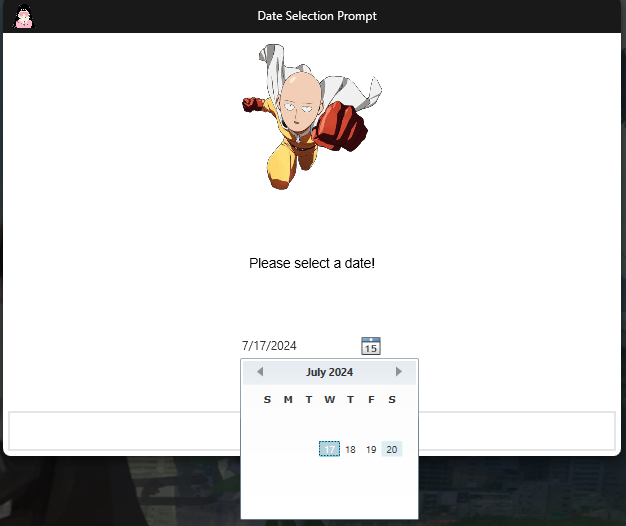 Date Selection Prompt
Please select a date!
7/17/2024
15
July 2024
S M T W T F S
17 18 19 20